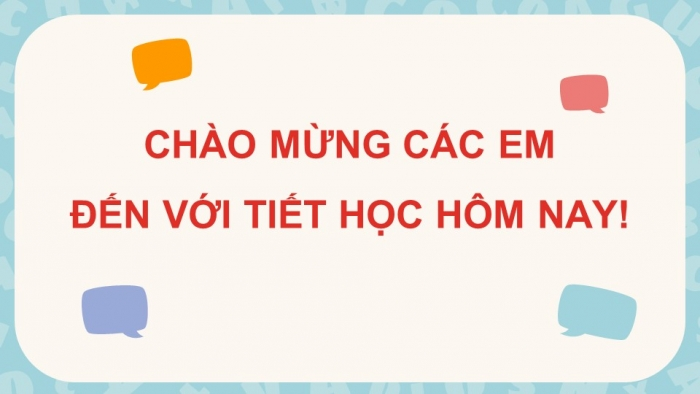 CHÀO MỪNG CÁC EM
ĐẾN VỚI TIẾT HỌC HÔM NAY!